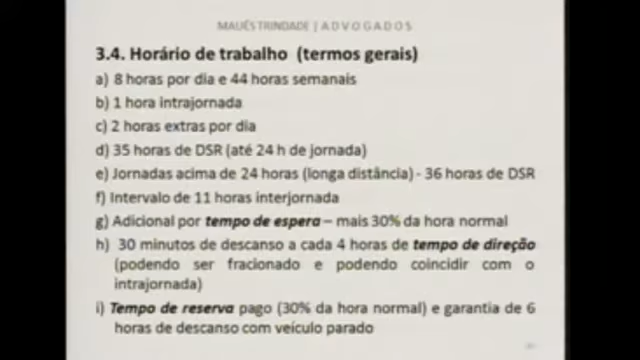 MAUÉS TRINDADE | A D V O G A D O S
3.4. Horário de trabalho (termos gerais)
a) 8 horas por dia e 44 horas semanais
b) 1 hora intrajornada
c) 2 horas extras por dia
d) 35 horas de DSR (até 24 h de jornada)
e) Jornadas acima de 24 horas (longa distância) - 36 horas de DSR
f) Intervalo de 11 horas interjornada
g) Adicional por tempo de espera – mais 30% da hora normal
h) 30 minutos de descanso a cada 4 horas de tempo de direção
(podendo ser fracionado e podendo coincidir com o
intrajornada)
i) Tempo de reserva pago (30% da hora normal) e garantia de 6
horas de descanso com veículo parado